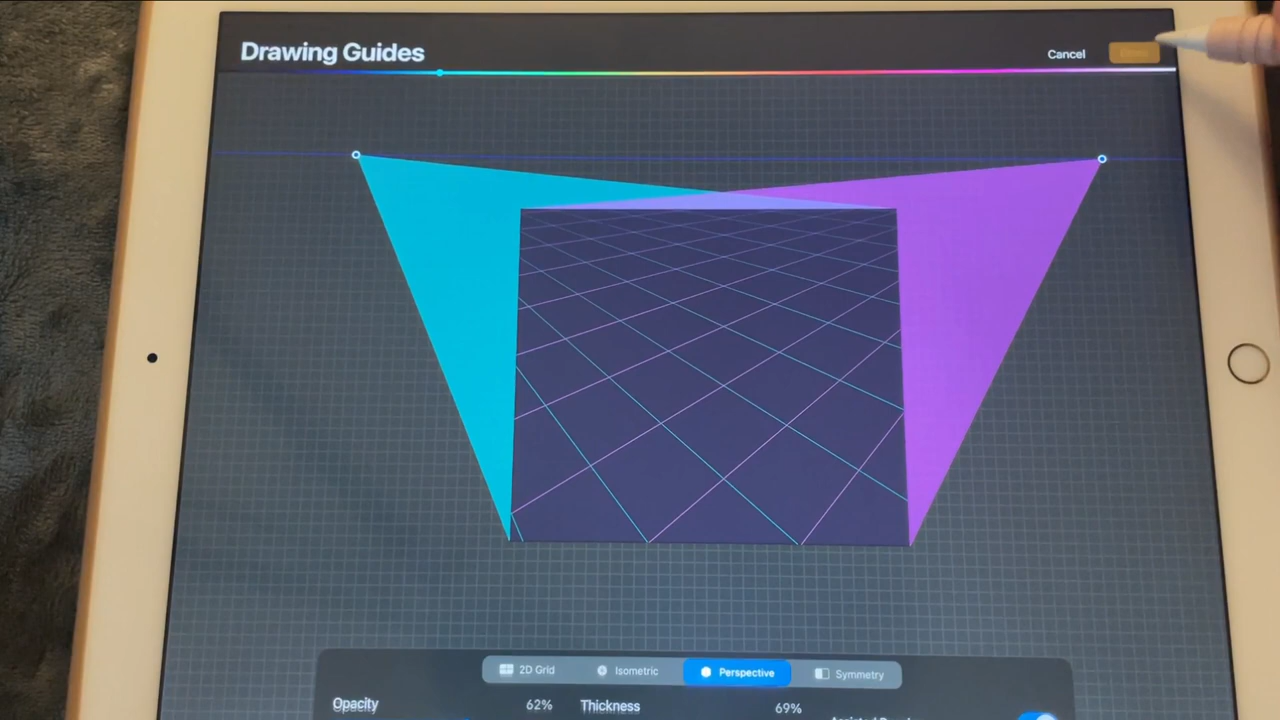 Drawing Guides
Cancel
2D Grid
Isometric
Perspective
Symmetry
Opacity
62%
Thickness
69%